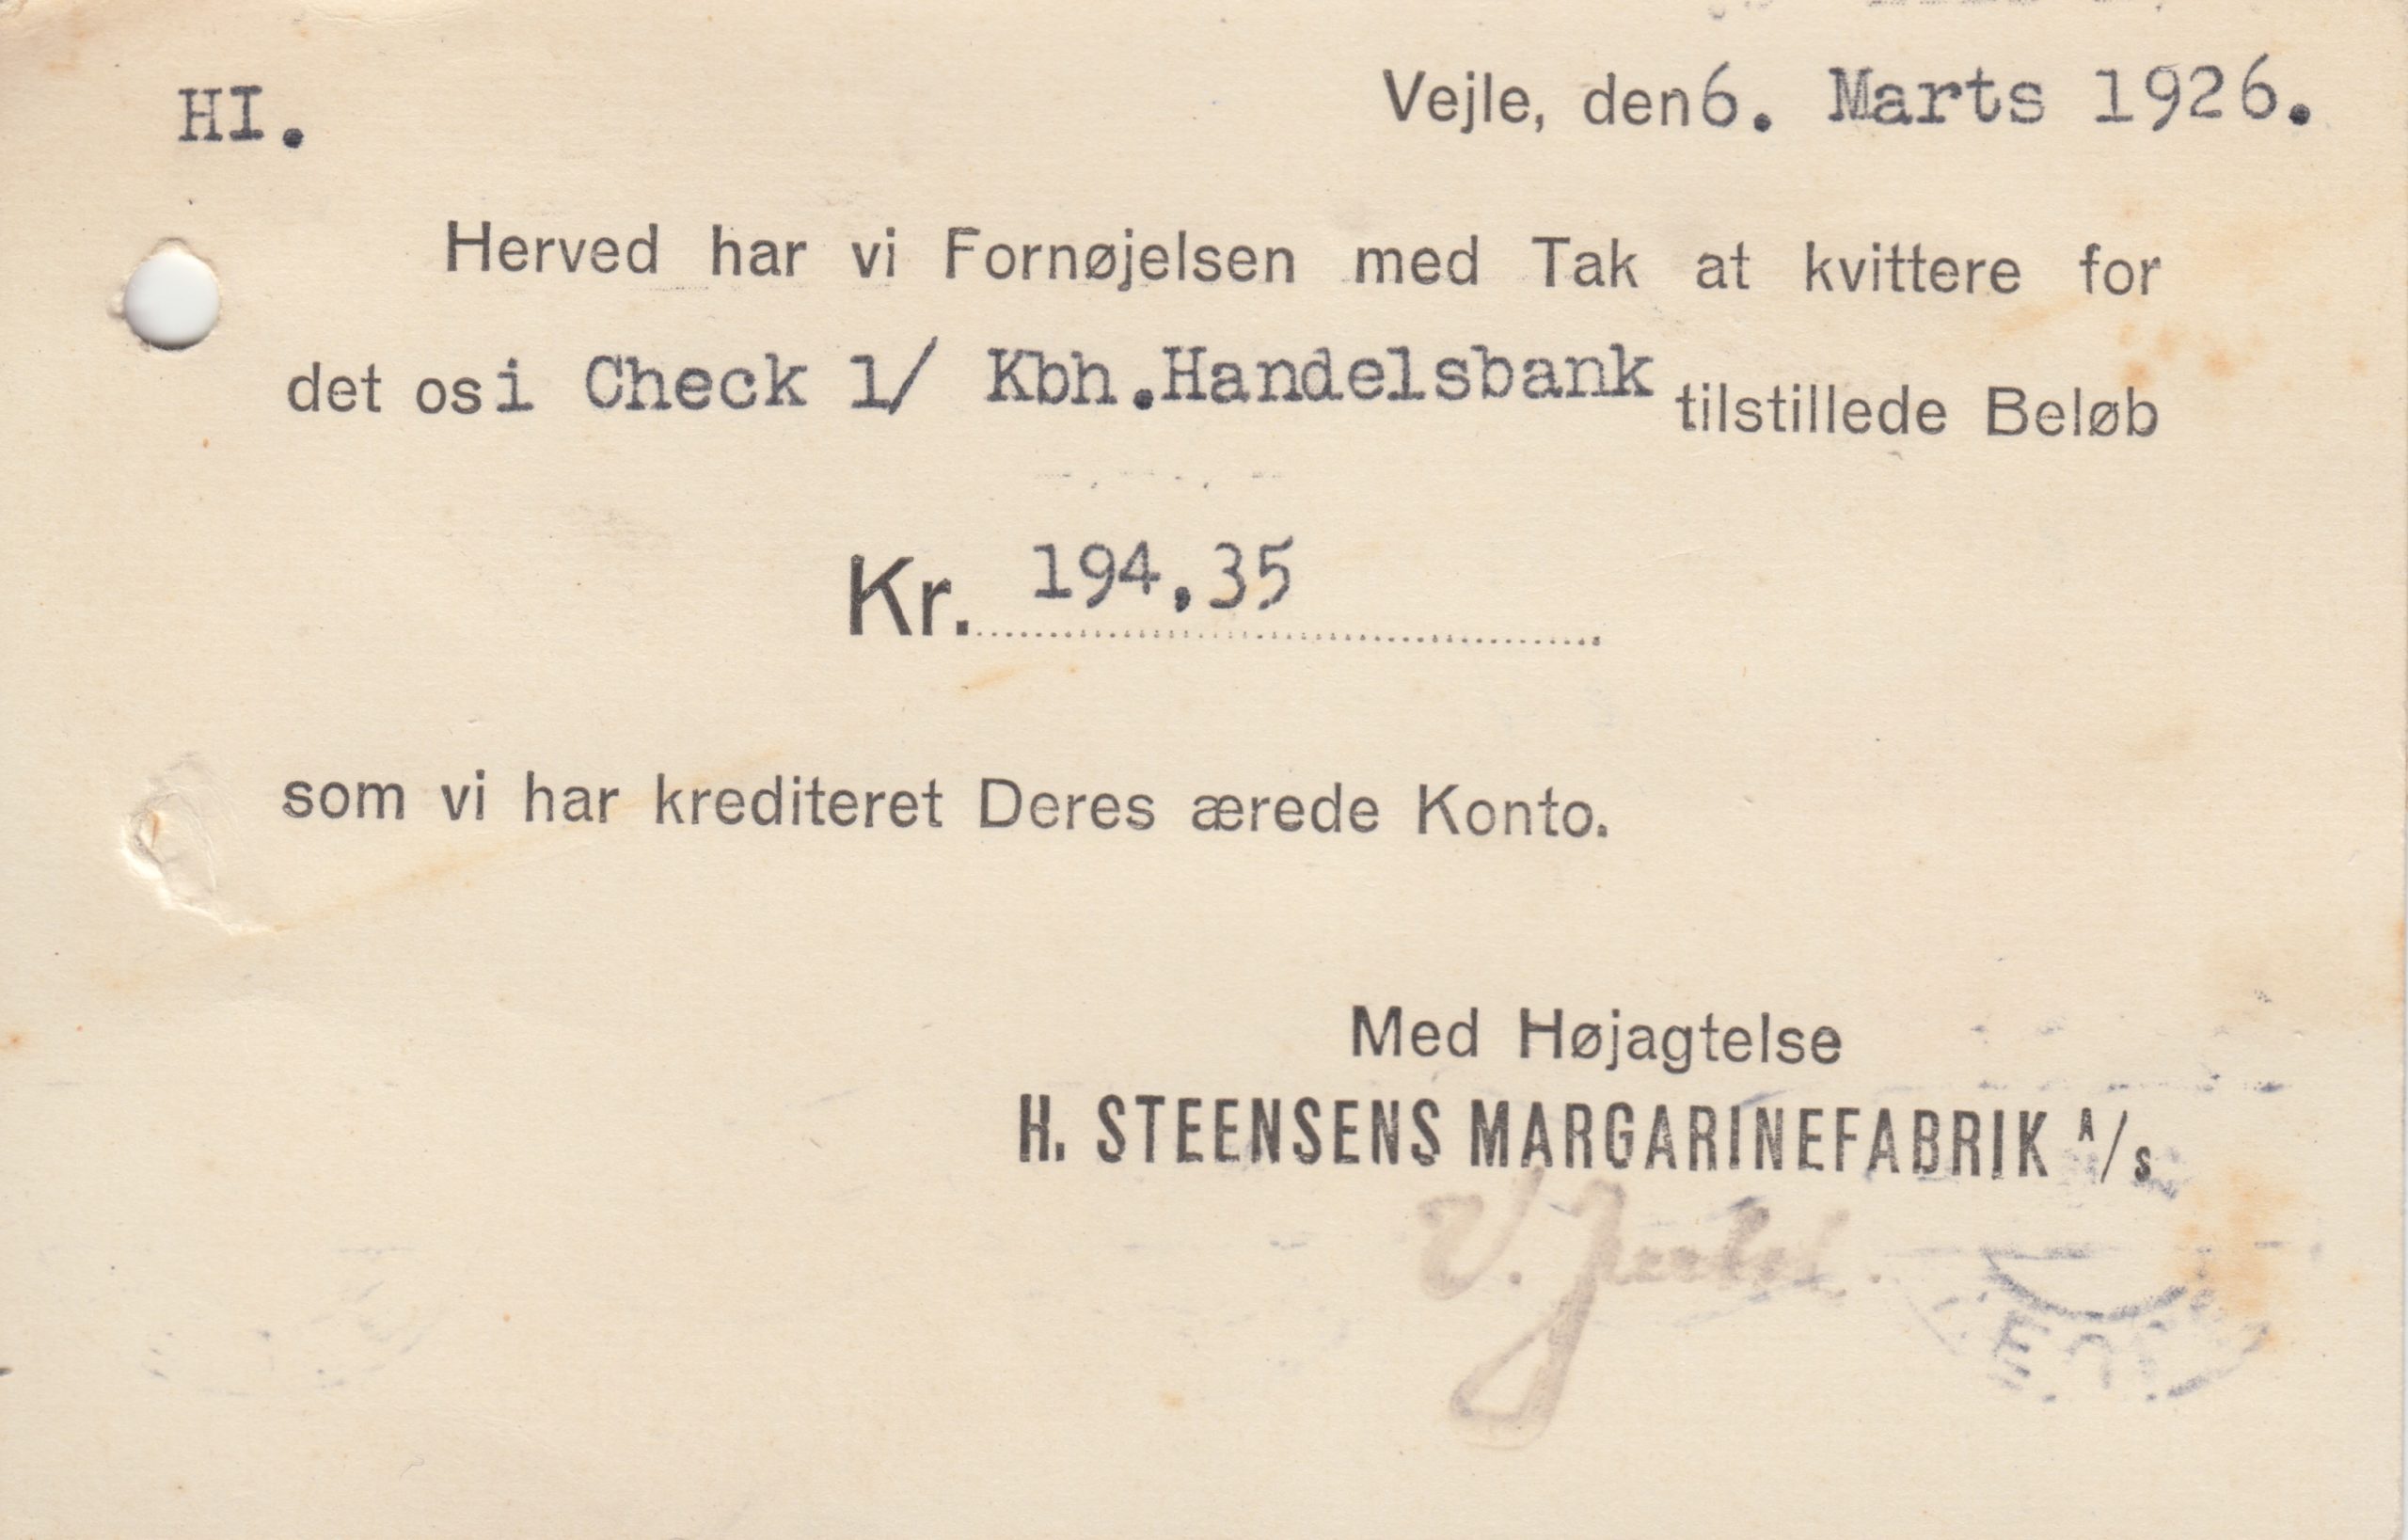 HI.
Vejle, den 6. Marts 1926.
Herved har vi Fornøjelsen med Tak at kvittere for
det os i Check 1/ Kbh.Handelsbank tilstillede Beløb
Kr. 194,35
som vi har krediteret Deres ærede Konto.
Med Højagtelse
H. STEENSENS MARGARINEFABRIK A/s